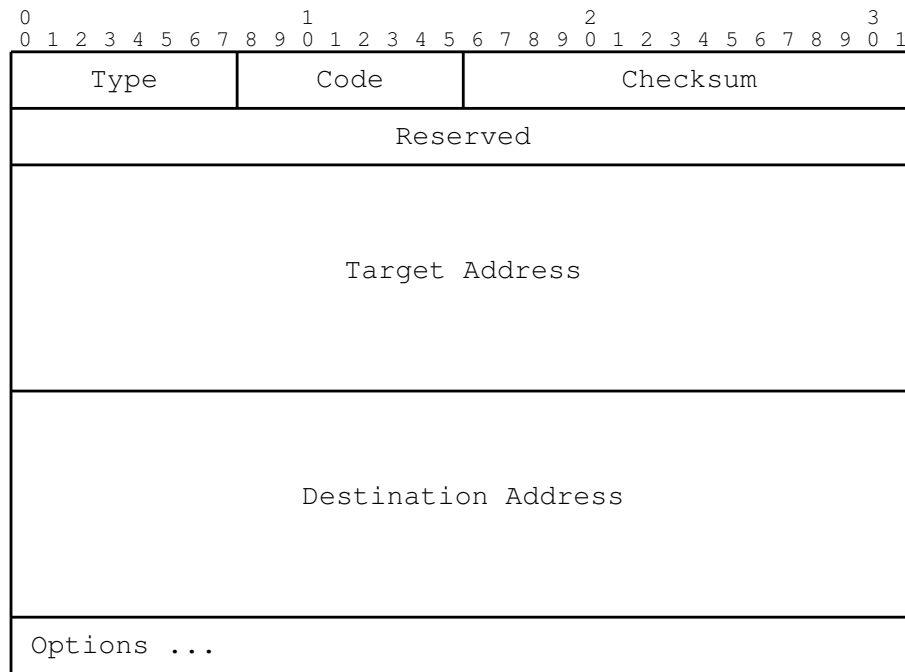 0 1 2 3
0 1 2 3 4 5 6 7 8 9 0 1 2 3 4 5 6 7 8 9 0 1 2 3 4 5 6 7 8 9 0 1
Type Code Checksum
Reserved
Target Address
Destination Address
Options ...